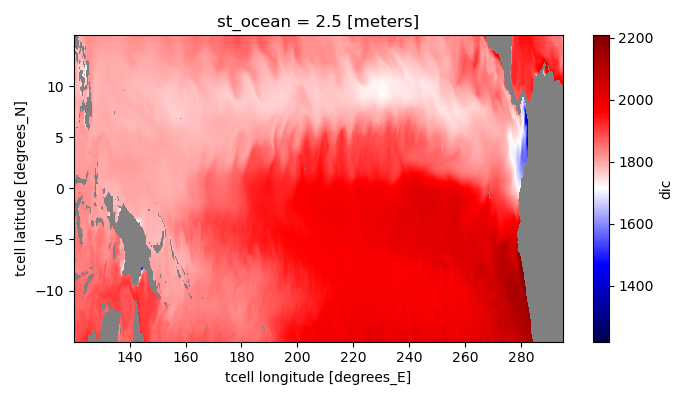 st_ocean = 2.5 [meters]
10
5
0
−5
−10
tcell latitude [degrees_N]
140 160 180 200 220 240 260 280
tcell longitude [degrees_E]
2200
2000
1800
1600
1400
dic